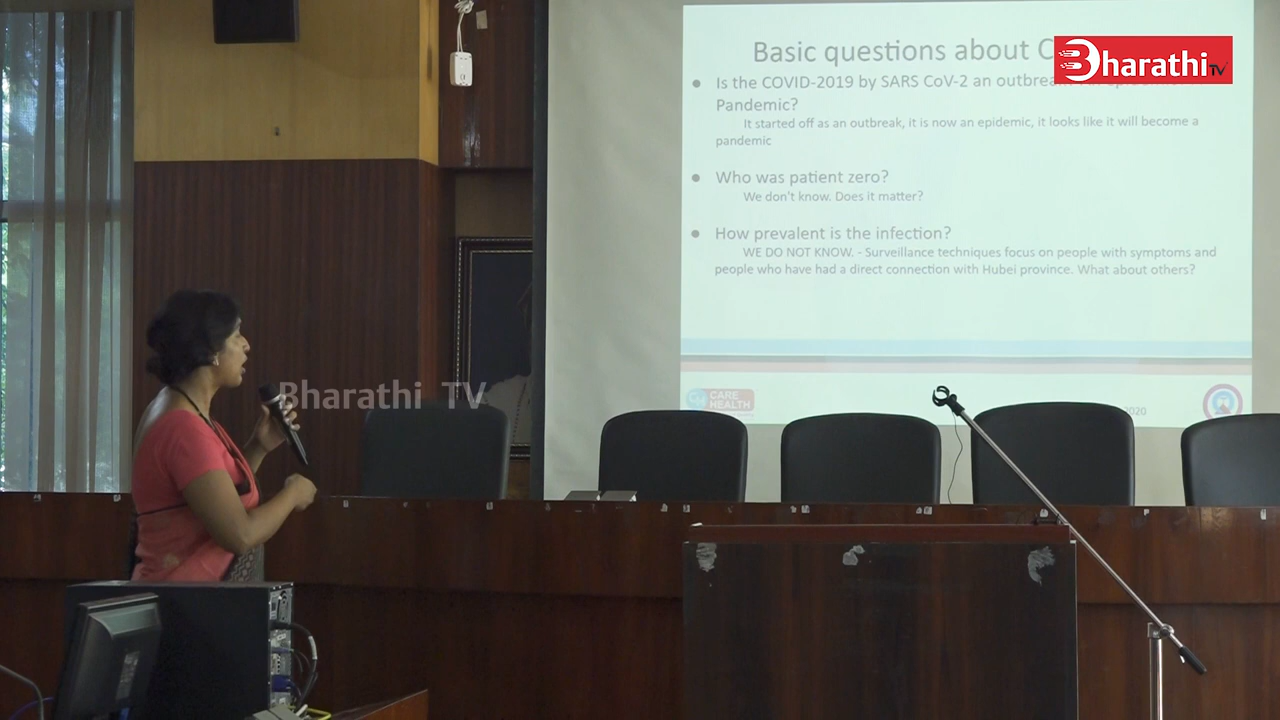 Basic questions about
BharathiTV
Is the COVID-2019 by SARS CoV-2 an outbreak
Pandemic?
It started off as an outbreak, it is now an epidemic, it looks like it will become a
pandemic
Who was patient zero?
We don't know. Does it matter?
How prevalent is the infection?
WE DO NOT KNOW. - Surveillance techniques focus on people with symptoms and
people who have had a direct connection with Hubei province. What about others?
Bharathi TV
CARE
HEALTH
2020